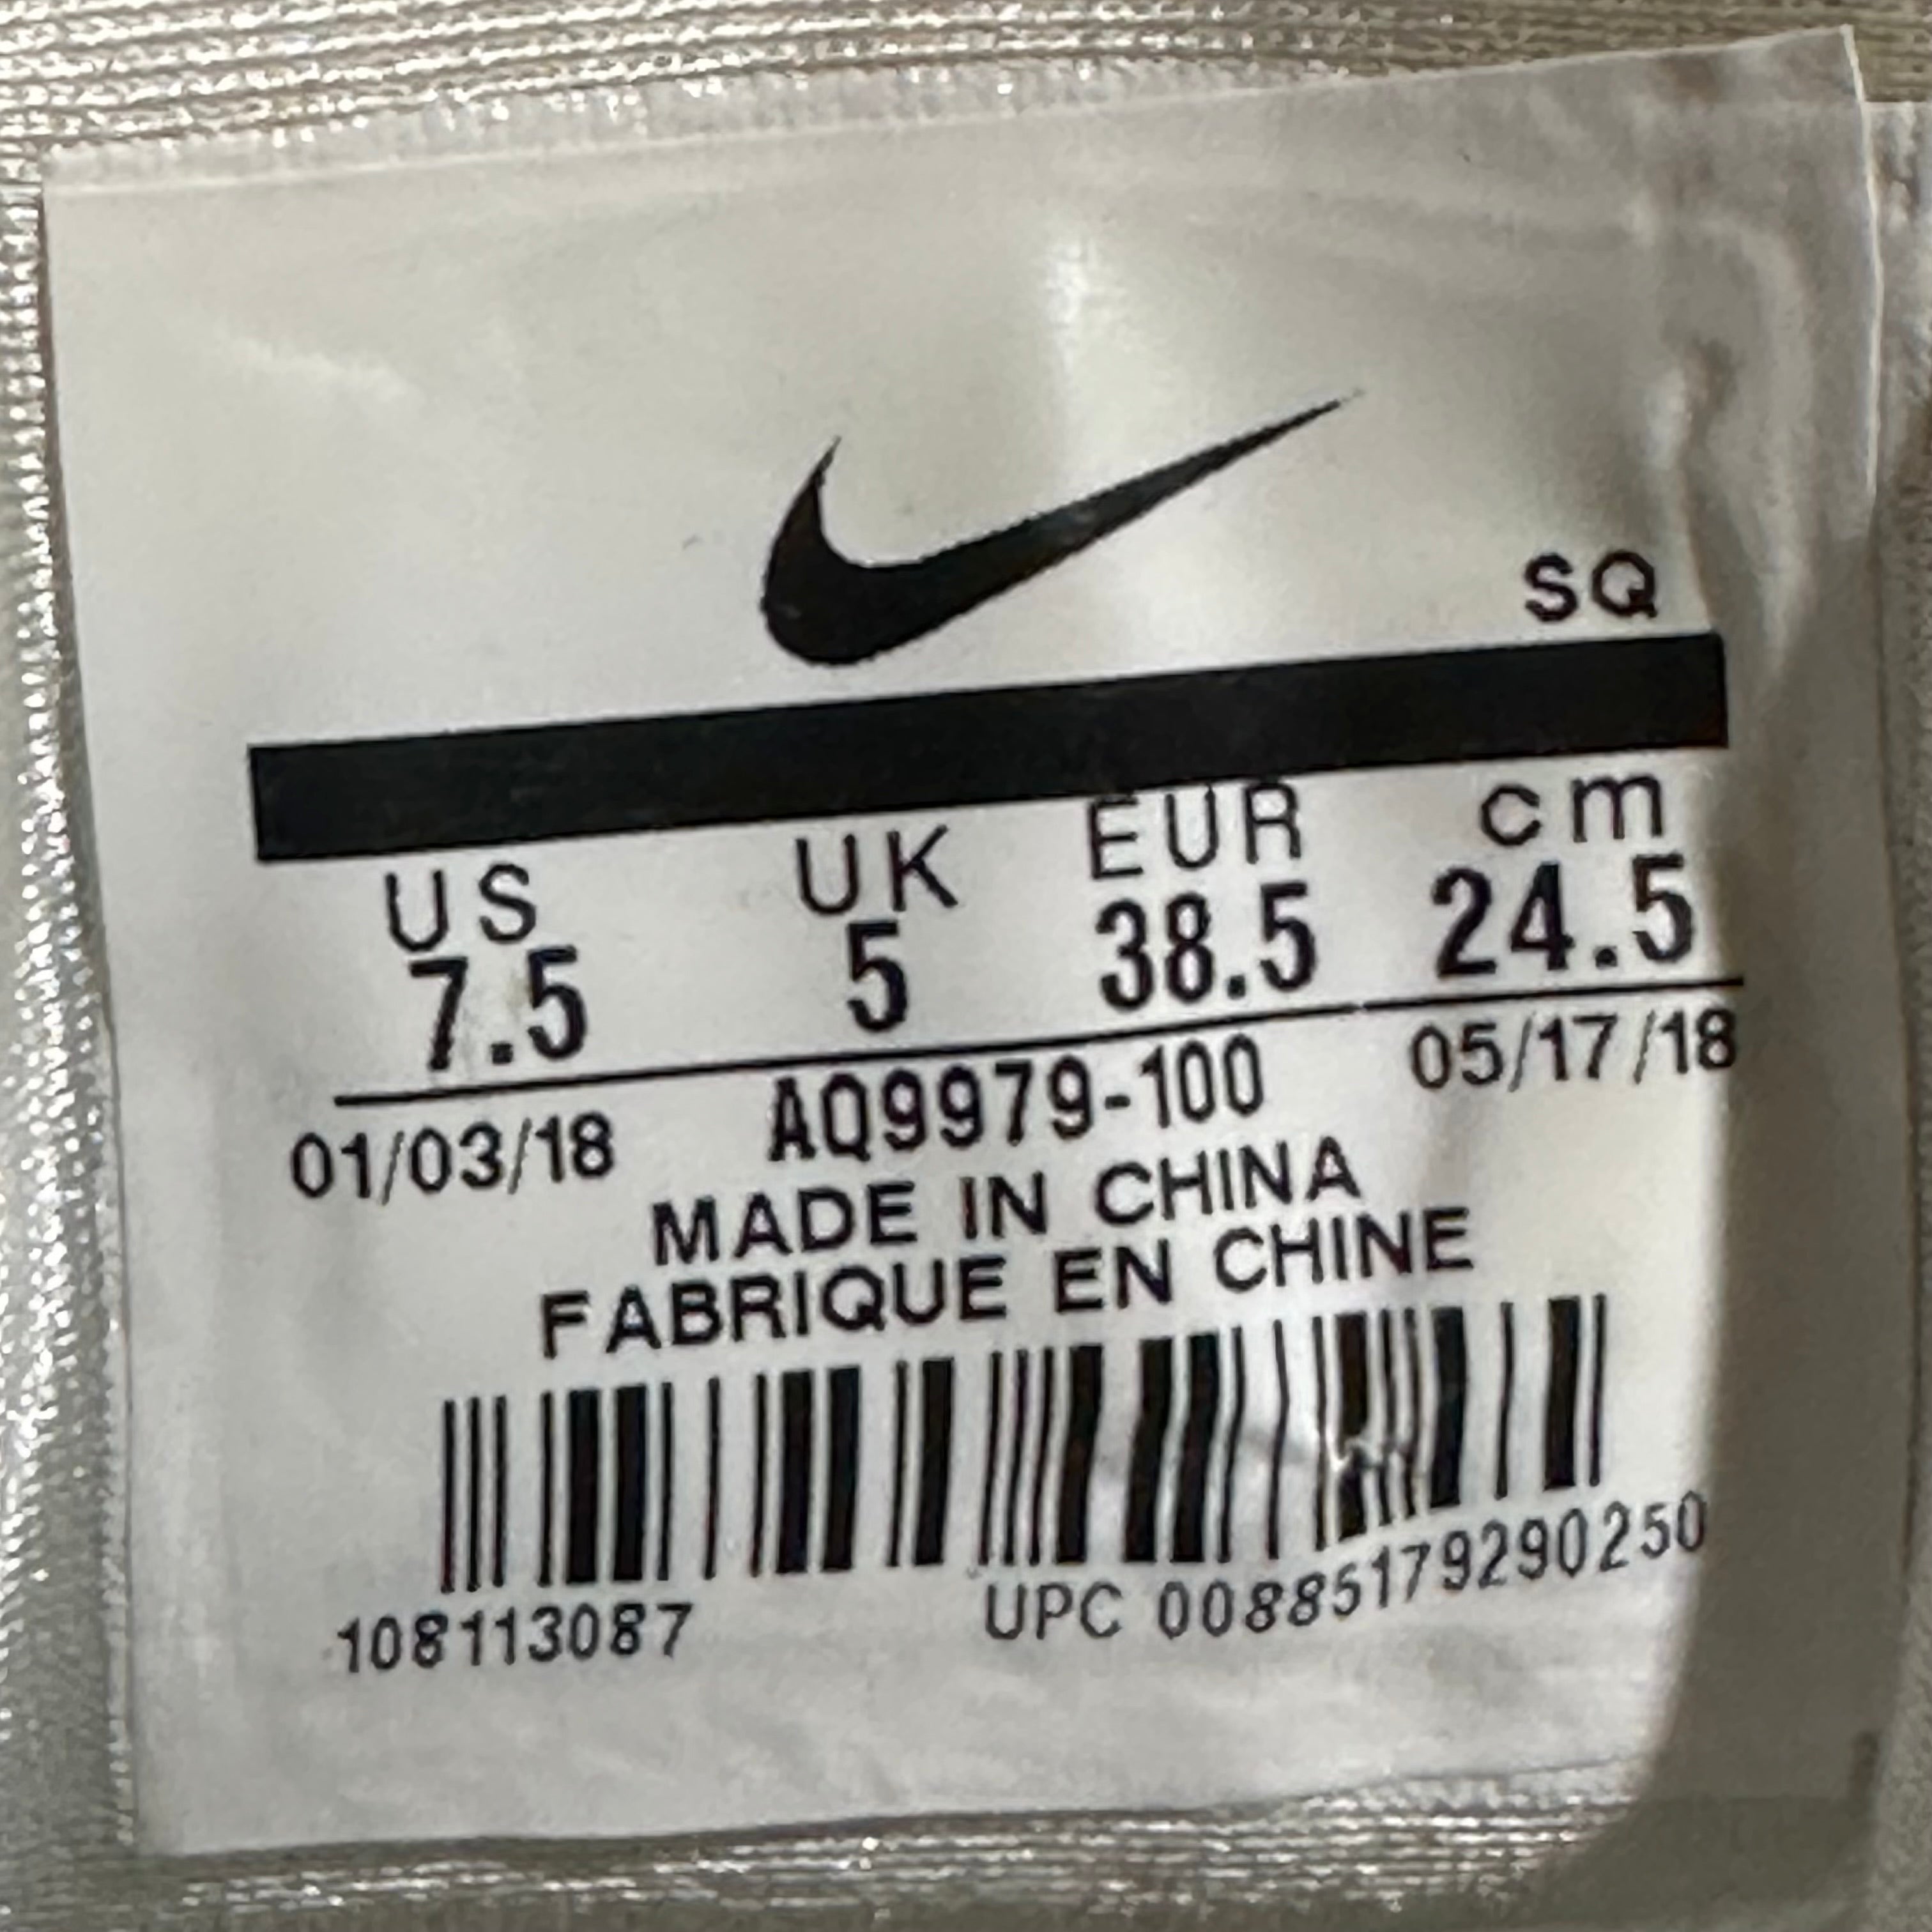 SQ
US UK EUR cm
7.5 5 38.5 24.5
01/03/18 AQ9979-100 05/17/18
MADE IN CHINA
FABRIQUE EN CHINE
108113087 UPC 00885179290250